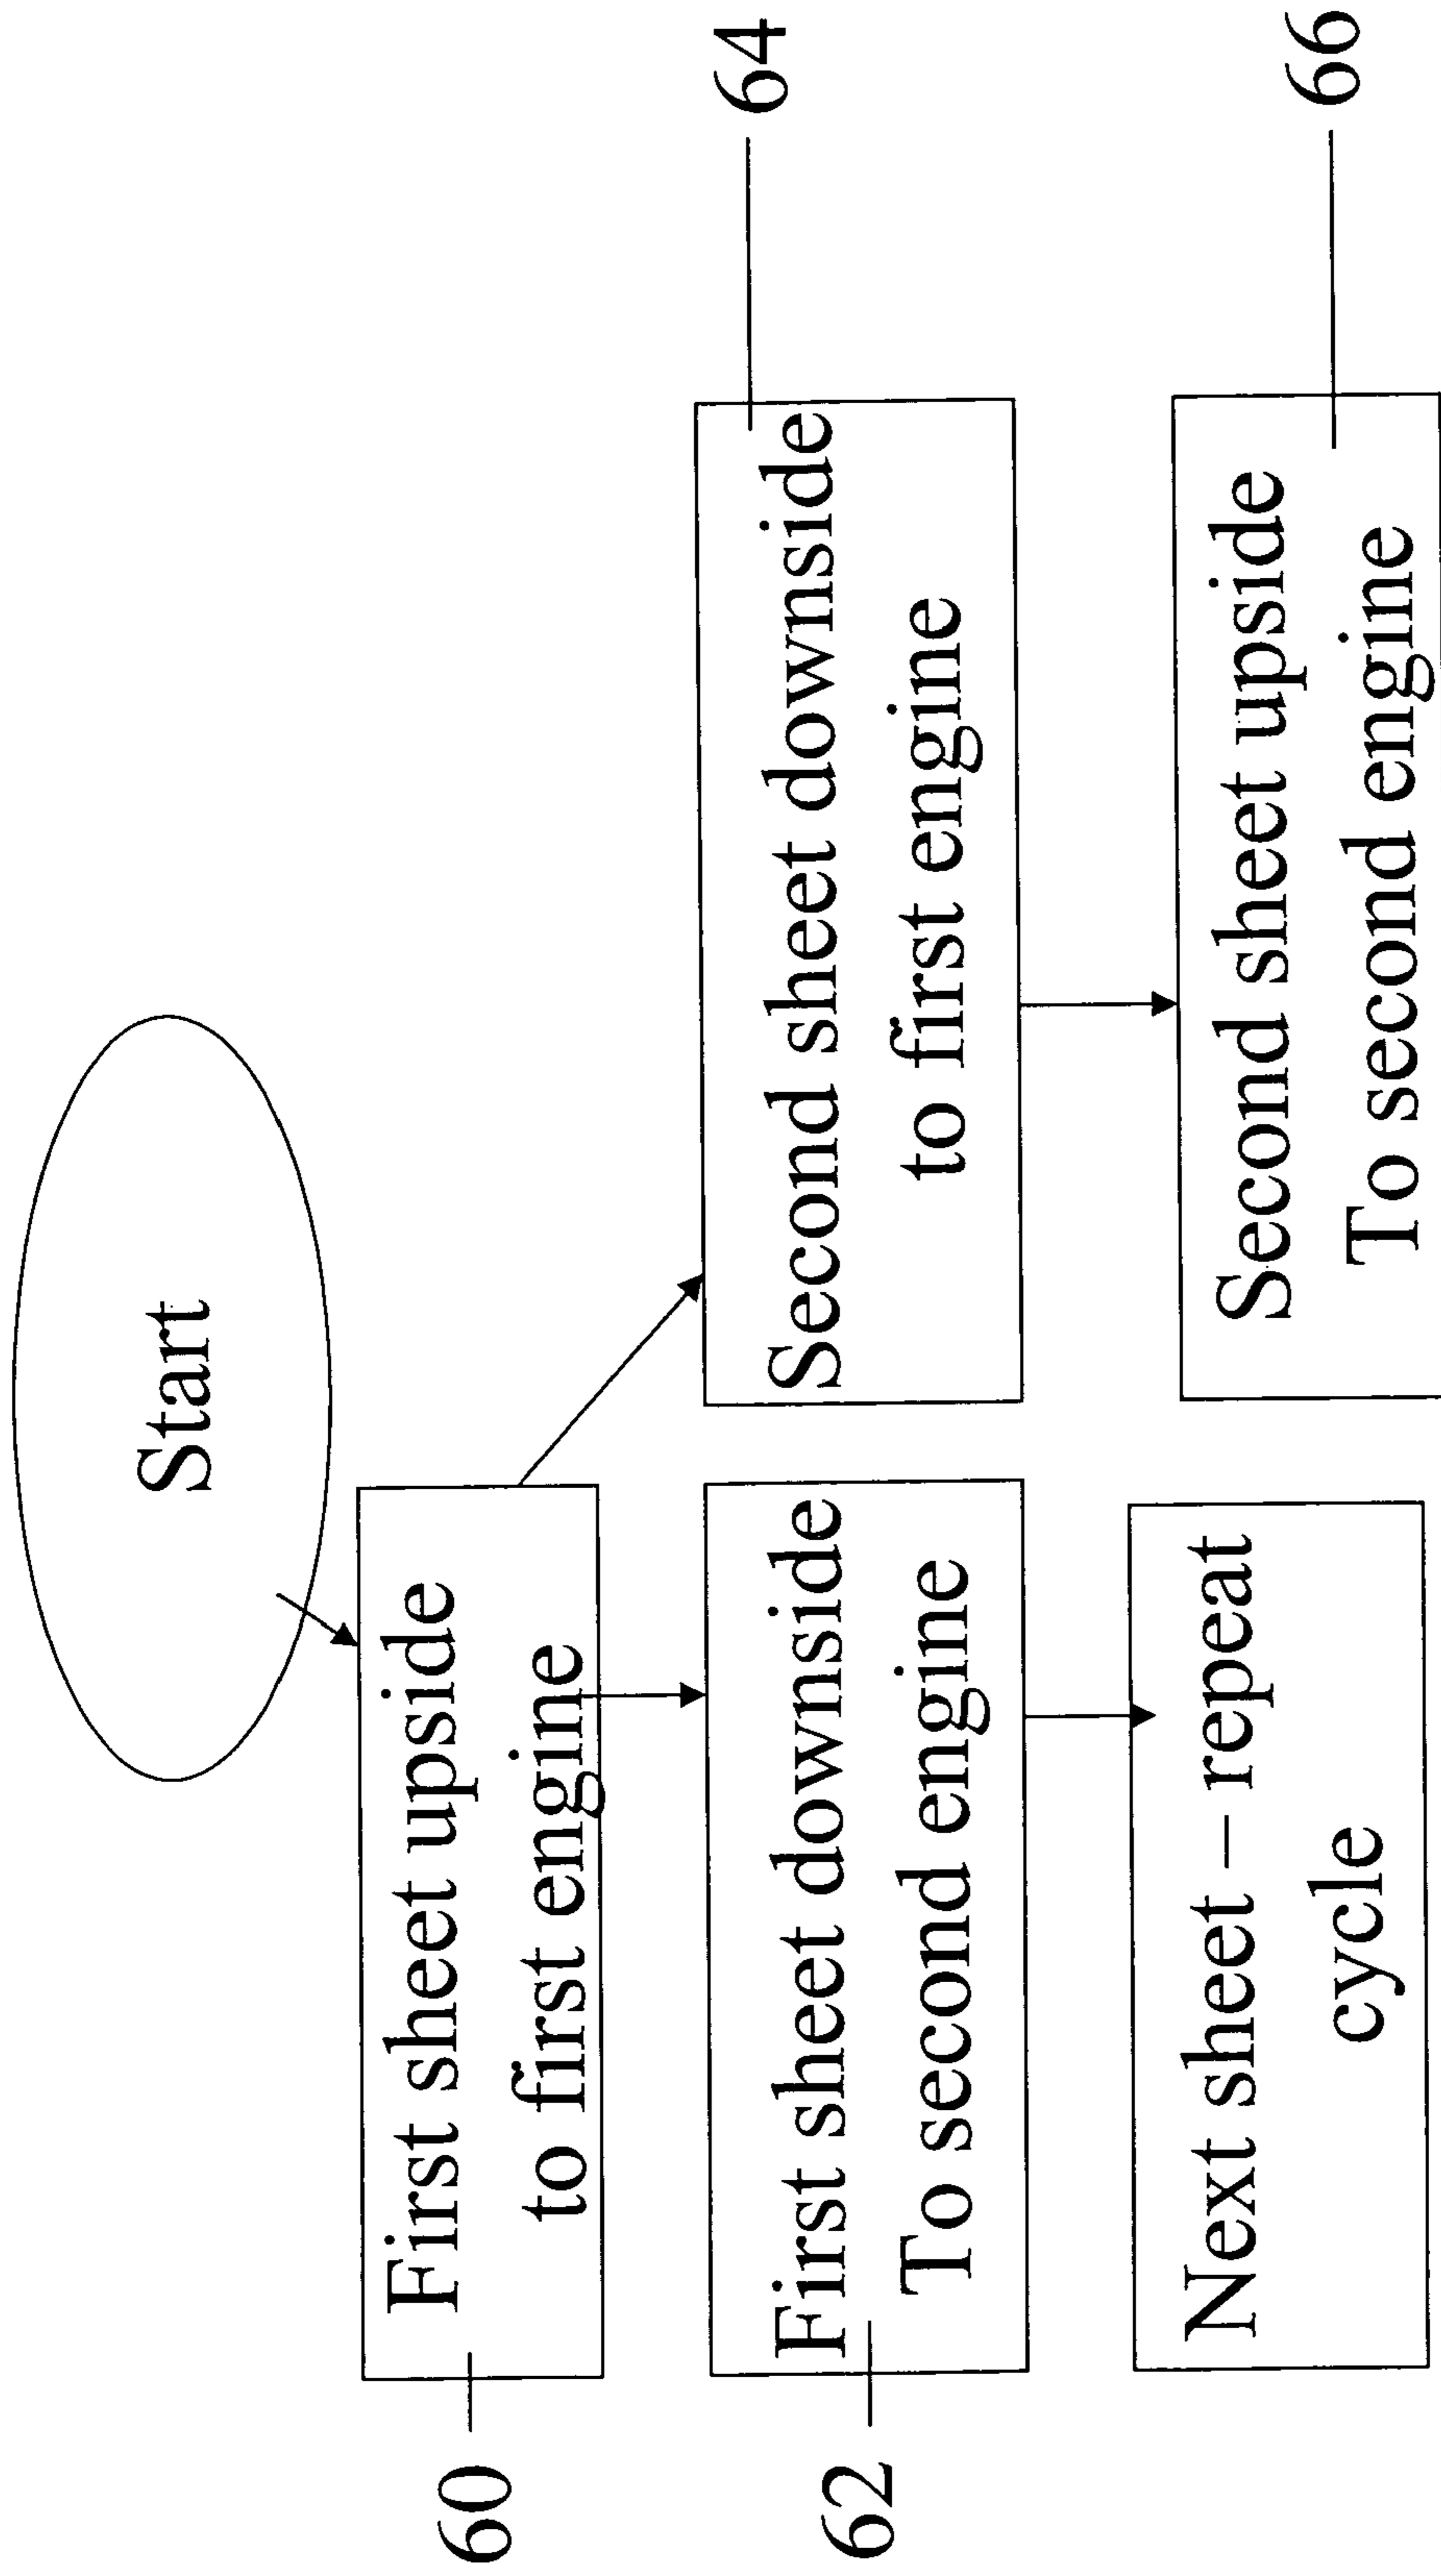 Start
60
First sheet upside
to first engine
62
First sheet downside
To second engine
Next sheet – repeat
cycle
Second sheet downside
to first engine
64
Second sheet upside
To second engine
66